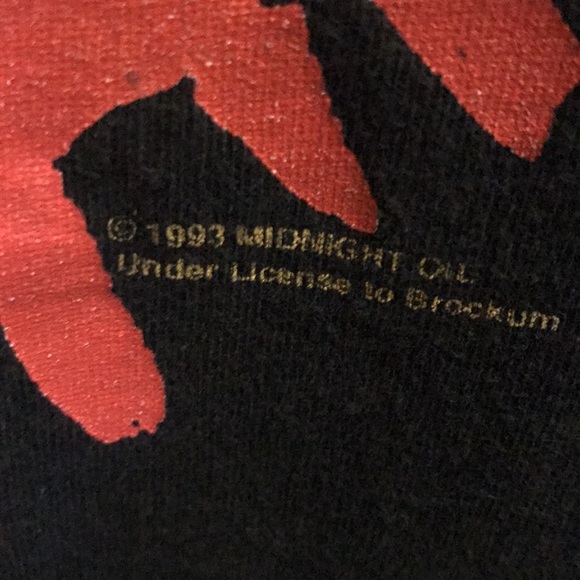 © 1993 MIDNIGHT OIL
Under License to Brockum